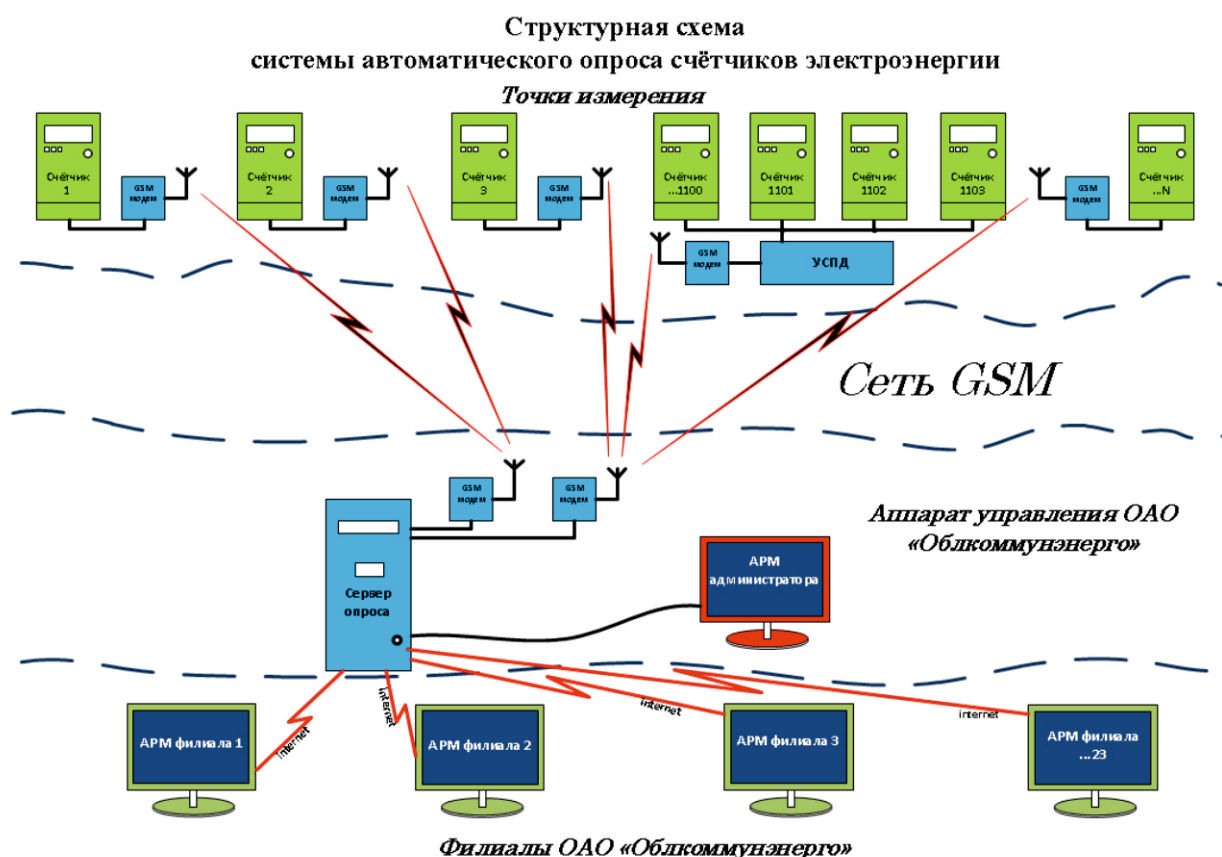 Структурная схема
системы автоматического опроса счётчиков электроэнергии
Точки измерения
Счётчик
1
GSM
модем
Счётчик
2
GSM
модем
Счётчик
3
GSM
модем
Счётчик
...1100
Счётчик
1101
Счётчик
1102
Счётчик
1103
GSM
модем
Счётчик
...N
GSM
модем
УСПД
Сеть GSM
GSM
модем
GSM
модем
Аппарат управления ОАО
«Облкоммунэнерго»
Сервер
опроса
АРМ
администратора
АРМ филиала 1
internet
internet
АРМ филиала 2
internet
АРМ филиала 3
internet
АРМ филиала
...23
Филиалы ОАО «Облкоммунэнерго»